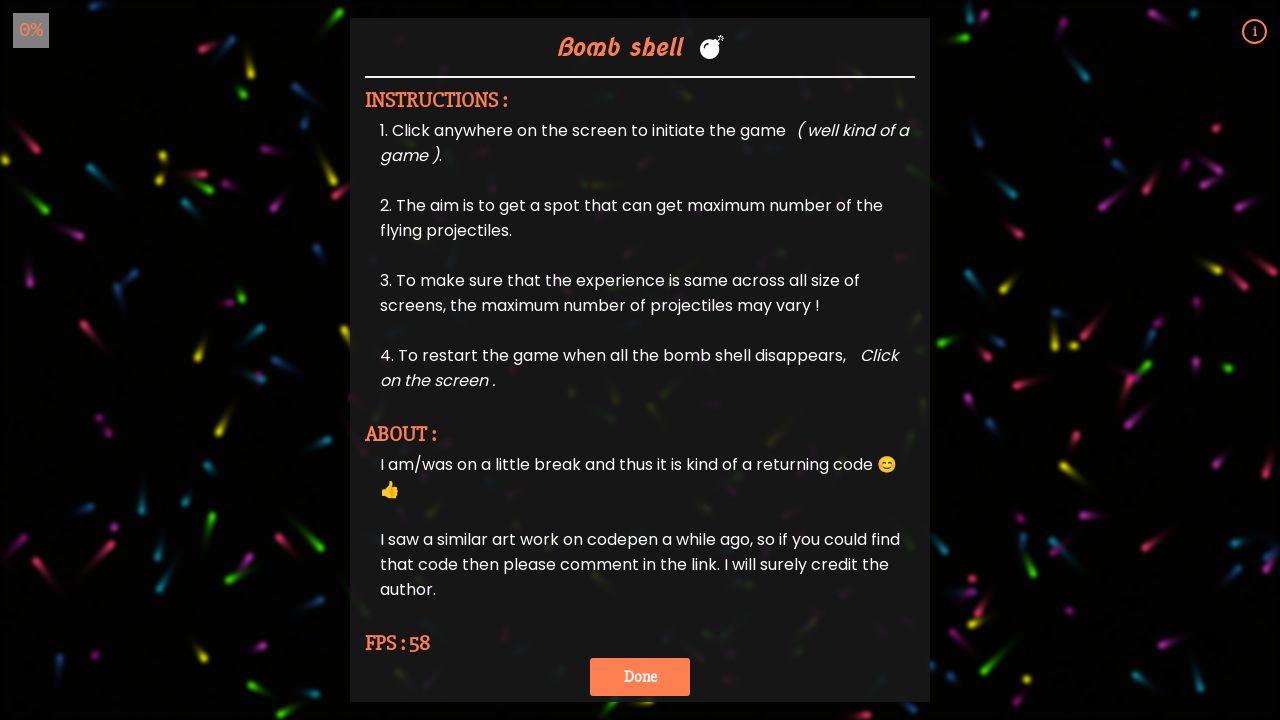 0%
i
Bomb shell 💣
INSTRUCTIONS :
1. Click anywhere on the screen to initiate the game ( well kind of a
game ).
2. The aim is to get a spot that can get maximum number of the
flying projectiles.
3. To make sure that the experience is same across all size of
screens, the maximum number of projectiles may vary !
4. To restart the game when all the bomb shell disappears, Click
on the screen .
ABOUT :
I am/was on a little break and thus it is kind of a returning code 😊
👍
I saw a similar art work on codepen a while ago, so if you could find
that code then please comment in the link. I will surely credit the
author.
FPS : 58
Done